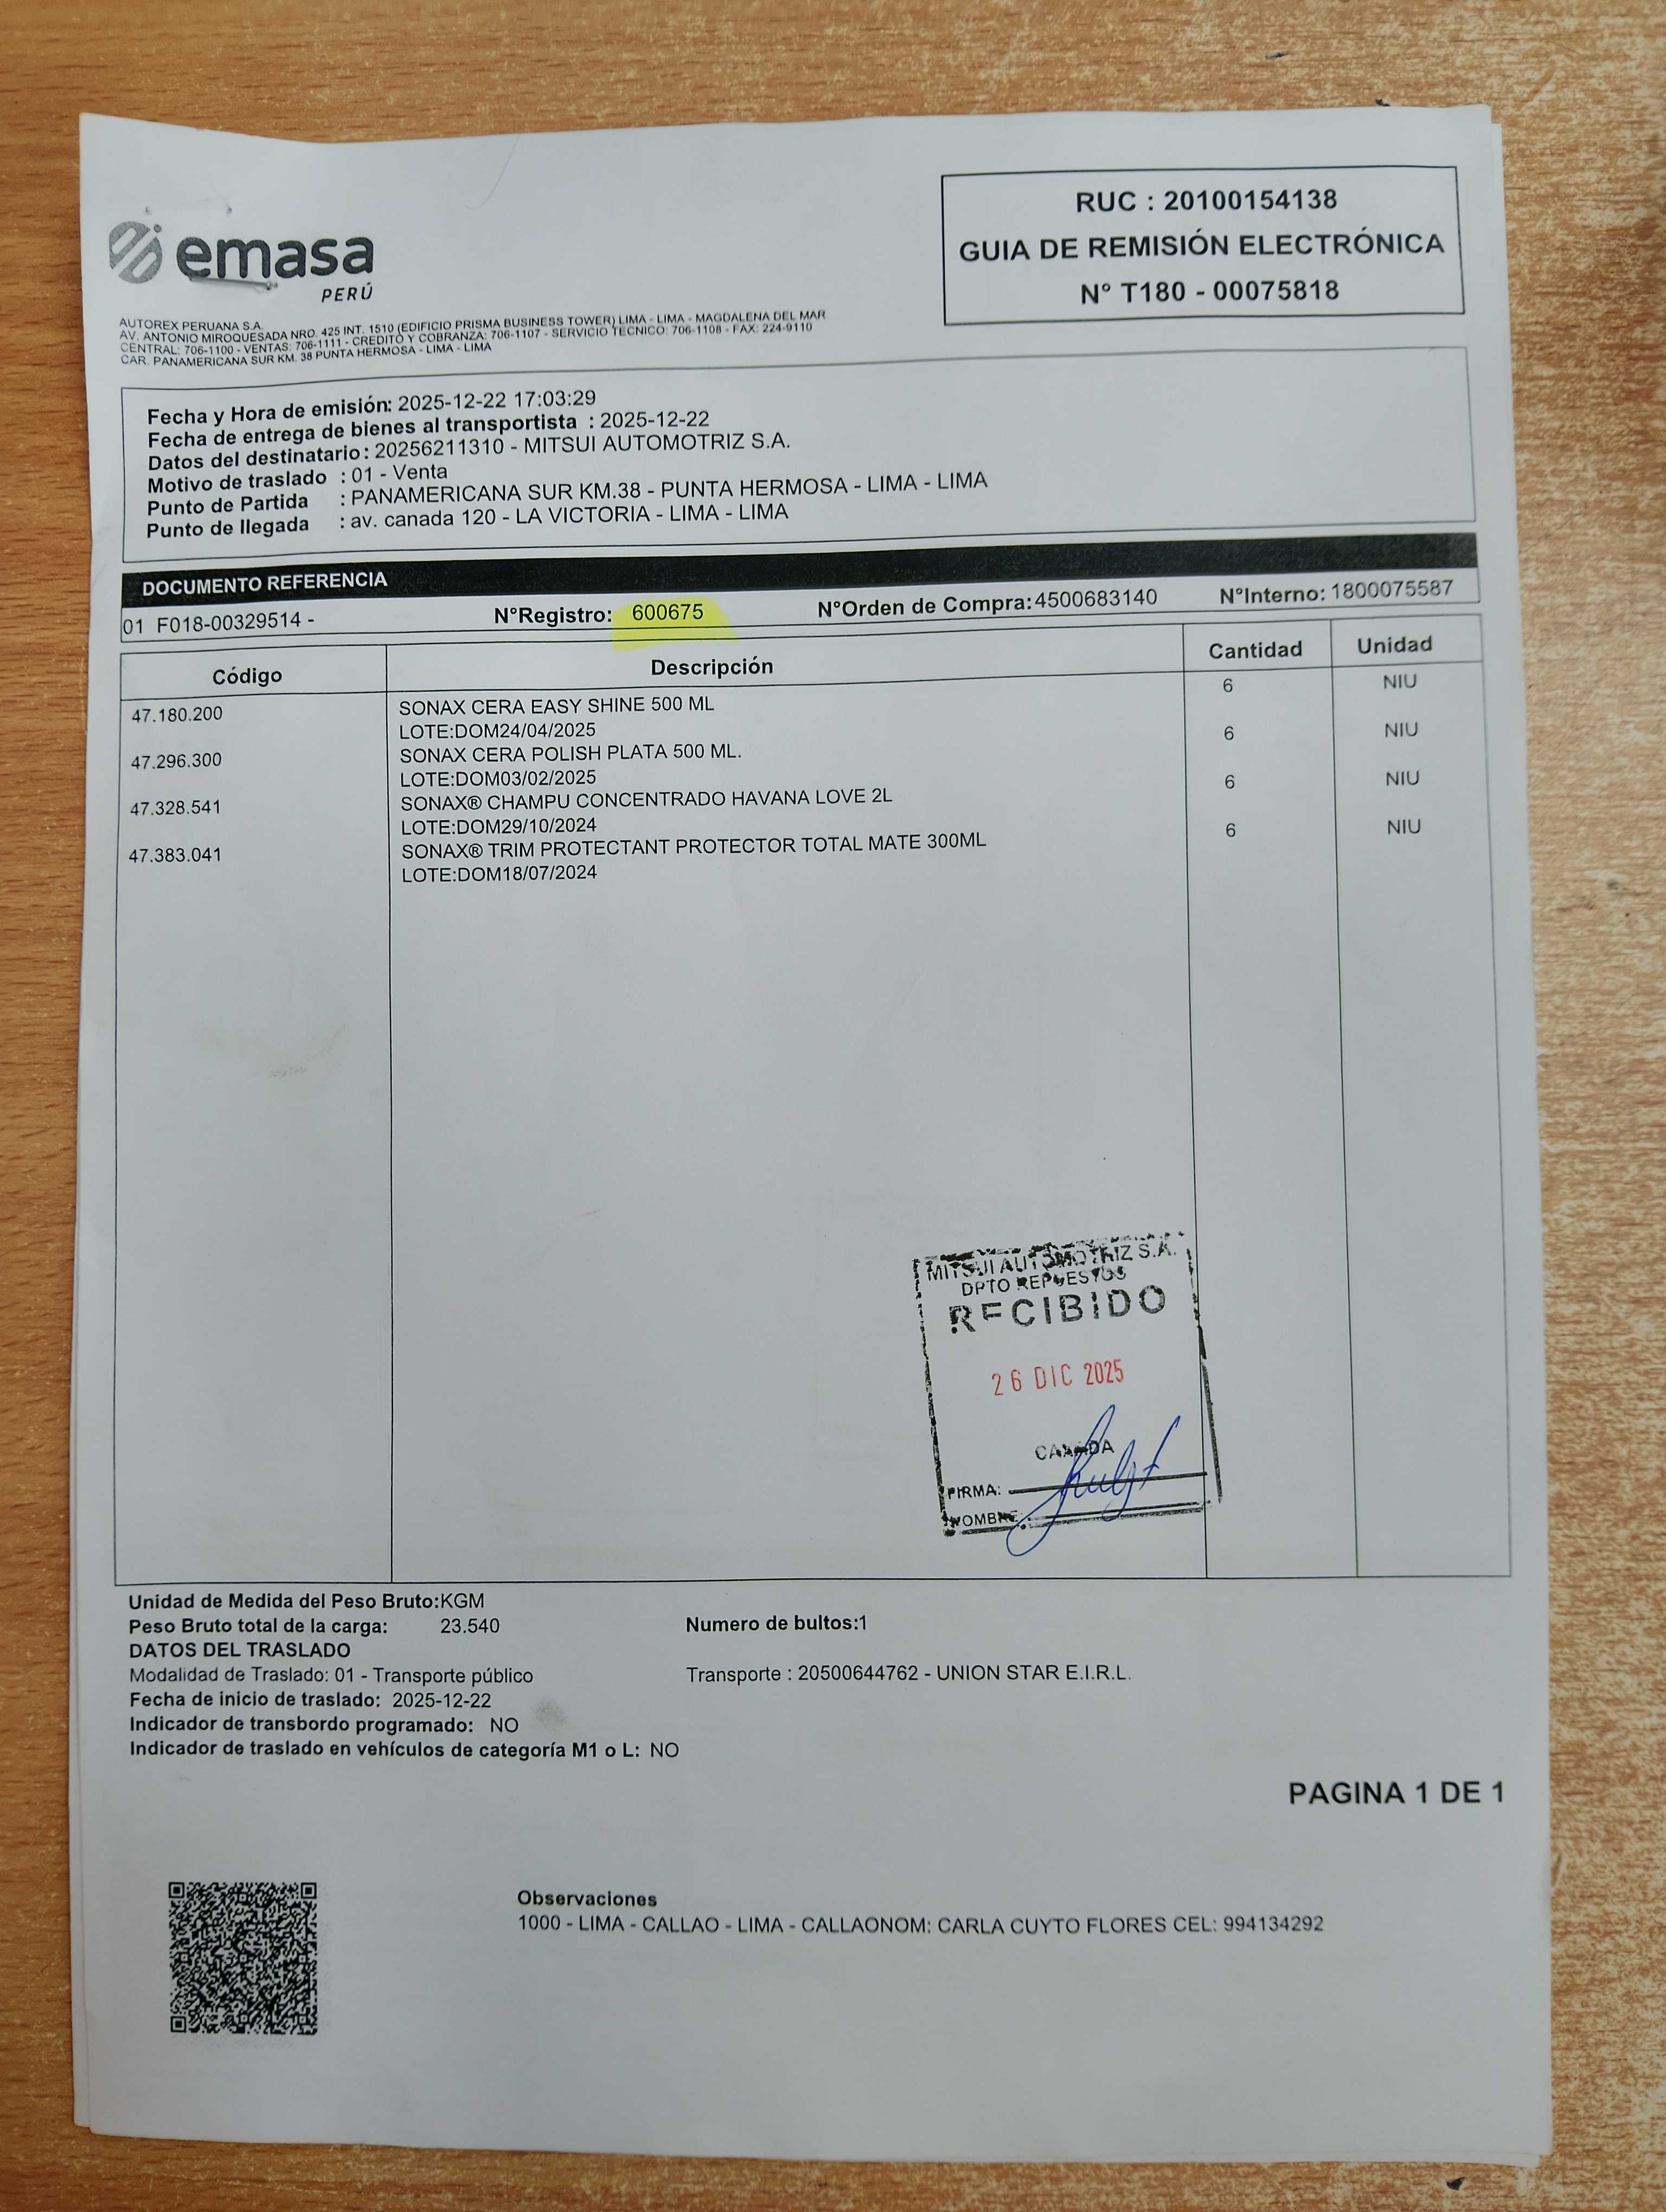 emasa
PERÚ
RUC : 20100154138
GUIA DE REMISIÓN ELECTRÓNICA
N° T180 - 00075818
AUTOREX PERUANA S.A.
AV. ANTONIO MIROQUESADA NRO. 425 INT. 1510 (EDIFICIO PRISMA BUSINESS TOWER) LIMA - LIMA - MAGDALENA DEL MAR
CENTRAL: 706-1100 - VENTAS: 706-1111 - CREDITO Y COBRANZA: 706-1107 - SERVICIO TECNICO: 706-1108 - FAX: 224-9110
CAR. PANAMERICANA SUR KM. 38 PUNTA HERMOSA - LIMA - LIMA
Fecha y Hora de emisión: 2025-12-22 17:03:29
Fecha de entrega de bienes al transportista : 2025-12-22
Datos del destinatario : 20256211310 - MITSUI AUTOMOTRIZ S.A.
Motivo de traslado : 01 - Venta
Punto de Partida : PANAMERICANA SUR KM.38 - PUNTA HERMOSA - LIMA - LIMA
Punto de llegada : av. canada 120 - LA VICTORIA - LIMA - LIMA
DOCUMENTO REFERENCIA
01 F018-00329514 - N°Registro: 600675 N°Orden de Compra:4500683140 N°Interno: 1800075587
Código Descripción Cantidad Unidad
47.180.200 SONAX CERA EASY SHINE 500 ML 6 NIU
LOTE:DOM24/04/2025
47.296.300 SONAX CERA POLISH PLATA 500 ML. 6 NIU
LOTE:DOM03/02/2025
47.328.541 SONAX® CHAMPU CONCENTRADO HAVANA LOVE 2L 6 NIU
LOTE:DOM29/10/2024
47.383.041 SONAX® TRIM PROTECTANT PROTECTOR TOTAL MATE 300ML 6 NIU
LOTE:DOM18/07/2024
MITSUI AUTOMOTRIZ S.A.
DPTO REPUESTOS
RECIBIDO
26 DIC 2025
CANADA
FIRMA:
NOMBRE:
Unidad de Medida del Peso Bruto:KGM
Peso Bruto total de la carga: 23.540 Numero de bultos:1
DATOS DEL TRASLADO
Modalidad de Traslado: 01 - Transporte público Transporte : 20500644762 - UNION STAR E.I.R.L.
Fecha de inicio de traslado: 2025-12-22
Indicador de transbordo programado: NO
Indicador de traslado en vehículos de categoría M1 o L: NO
PAGINA 1 DE 1
Observaciones
1000 - LIMA - CALLAO - LIMA - CALLAONOM: CARLA CUYTO FLORES CEL: 994134292